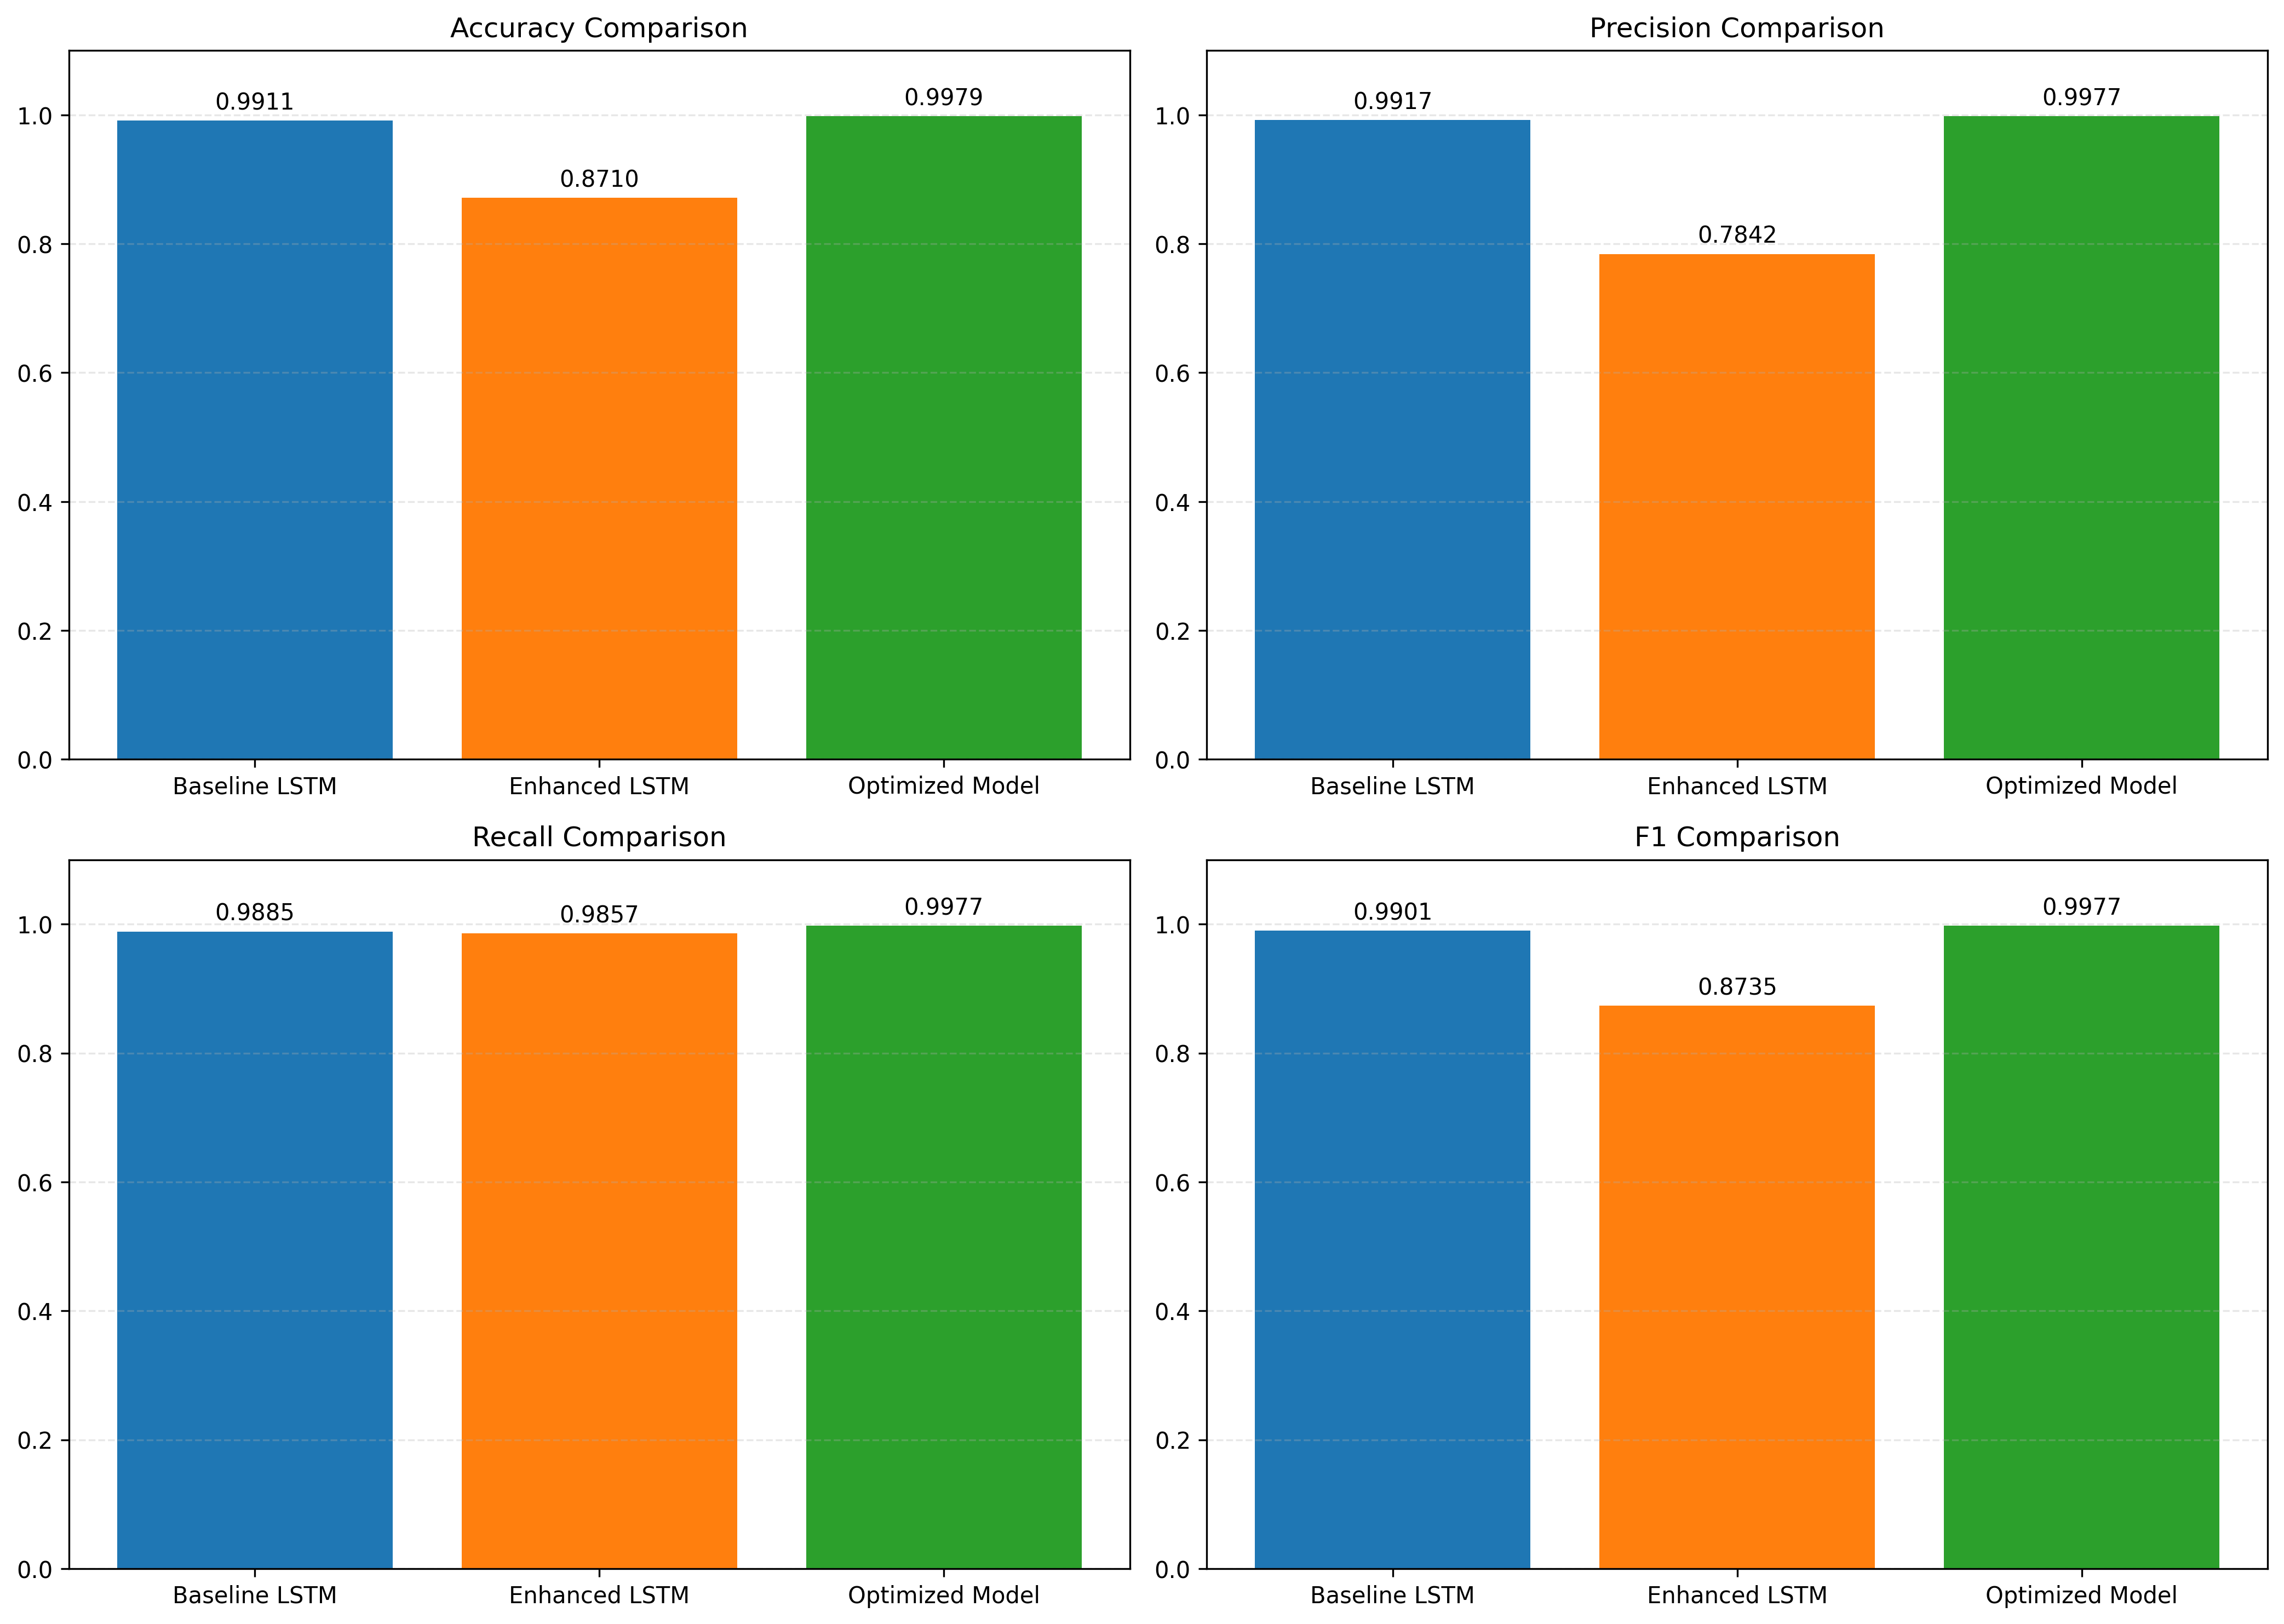 Accuracy Comparison
0.9911
0.8710
0.9979
1.0
0.8
0.6
0.4
0.2
0.0
Baseline LSTM
Enhanced LSTM
Optimized Model
Precision Comparison
0.9917
0.7842
0.9977
1.0
0.8
0.6
0.4
0.2
0.0
Baseline LSTM
Enhanced LSTM
Optimized Model
Recall Comparison
0.9885
0.9857
0.9977
1.0
0.8
0.6
0.4
0.2
0.0
Baseline LSTM
Enhanced LSTM
Optimized Model
F1 Comparison
0.9901
0.8735
0.9977
1.0
0.8
0.6
0.4
0.2
0.0
Baseline LSTM
Enhanced LSTM
Optimized Model